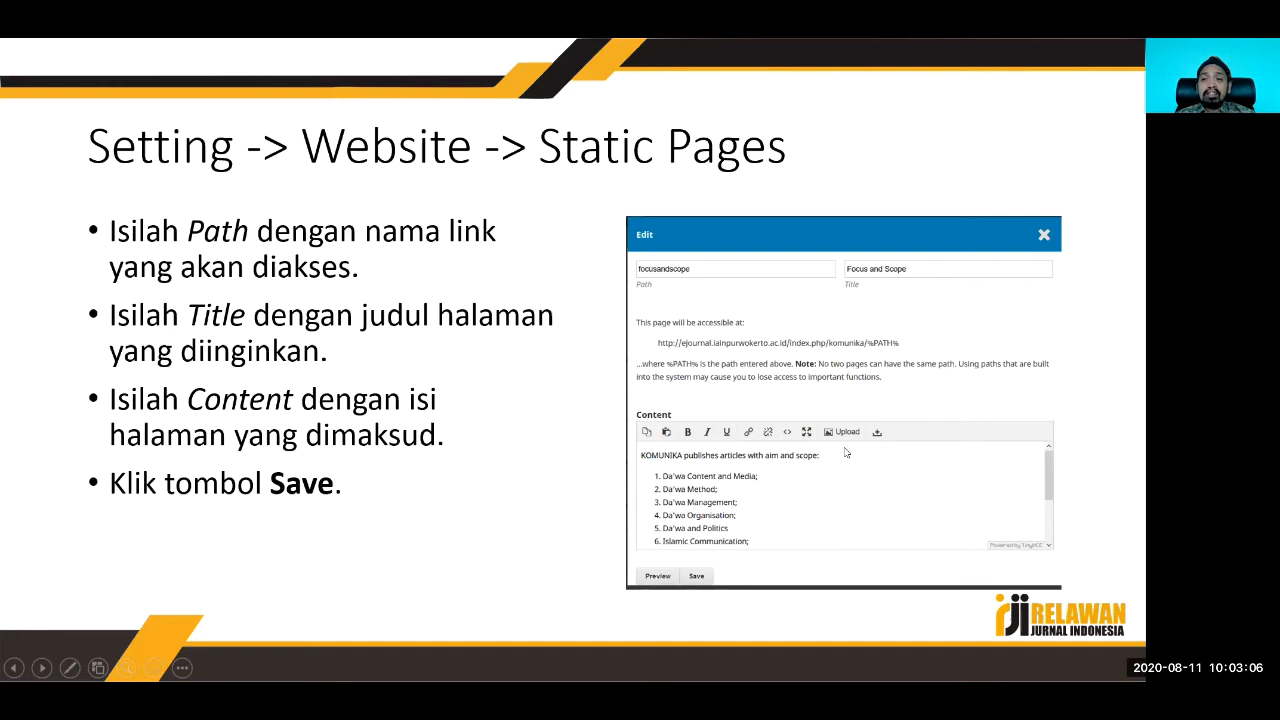 Setting -> Website -> Static Pages
• Isilah Path dengan nama link
yang akan diakses.
• Isilah Title dengan judul halaman
yang diinginkan.
• Isilah Content dengan isi
halaman yang dimaksud.
• Klik tombol Save.
Edit
focusandscope
Focus and Scope
Path
Title
This page will be accessible at:
http://ejournal.iainpurwokerto.ac.id/index.php/komunika/%PATH%
...where %PATH% is the path entered above. Note: No two pages can have the same path. Using paths that are built
into the system may cause you to lose access to important functions.
Content
B I U Upload
KOMUNIKA publishes articles with aim and scope:
1. Da'wa Content and Media;
2. Da'wa Method;
3. Da'wa Management;
4. Da'wa Organisation;
5. Da'wa and Politics
6. Islamic Communication;
Powered by TinyMCE
Preview
Save
rji RELAWAN
JURNAL INDONESIA
2020-08-11 10:03:06